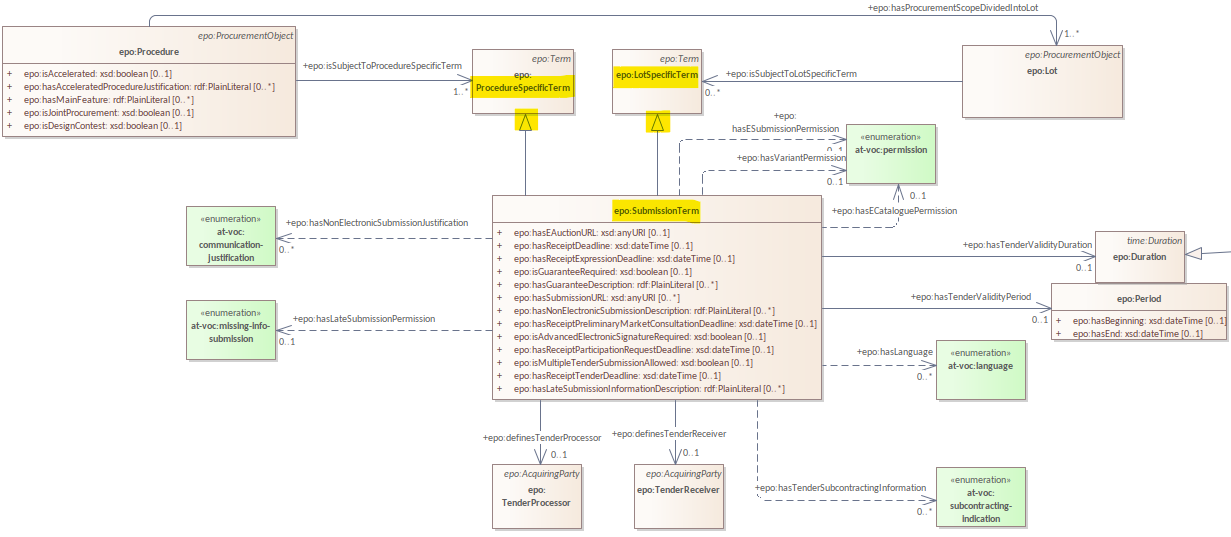 +epo:hasProcurementScopeDividedIntoLot
1..*
epo:ProcurementObject
epo:Procedure
+ epo:isAccelerated: xsd:boolean [0..1]
+ epo:hasAcceleratedProcedureJustification: rdf:PlainLiteral [0..*]
+ epo:hasMainFeature: rdf:PlainLiteral [0..*]
+ epo:isJointProcurement: xsd:boolean [0..1]
+ epo:isDesignContest: xsd:boolean [0..1]
+epo:isSubjectToProcedureSpecificTerm
1..*
epo:Term
epo:
ProcedureSpecificTerm
epo:Term
epo:LotSpecificTerm
+epo:isSubjectToLotSpecificTerm
0..*
epo:ProcurementObject
epo:Lot
+epo:
hasESubmissionPermission
0..1
+epo:hasVariantPermission
0..1
«enumeration»
at-voc:permission
0..1
+epo:hasECataloguePermission
epo:SubmissionTerm
+ epo:hasEAuctionURL: xsd:anyURI [0..1]
+ epo:hasReceiptDeadline: xsd:dateTime [0..1]
+ epo:hasReceiptExpressionDeadline: xsd:dateTime [0..1]
+ epo:isGuaranteeRequired: xsd:boolean [0..1]
+ epo:hasGuaranteeDescription: rdf:PlainLiteral [0..*]
+ epo:hasSubmissionURL: xsd:anyURI [0..*]
+ epo:hasNonElectronicSubmissionDescription: rdf:PlainLiteral [0..*]
+ epo:hasReceiptPreliminaryMarketConsultationDeadline: xsd:dateTime [0..1]
+ epo:isAdvancedElectronicSignatureRequired: xsd:boolean [0..1]
+ epo:hasReceiptParticipationRequestDeadline: xsd:dateTime [0..1]
+ epo:isMultipleTenderSubmissionAllowed: xsd:boolean [0..1]
+ epo:hasReceiptTenderDeadline: xsd:dateTime [0..1]
+ epo:hasLateSubmissionInformationDescription: rdf:PlainLiteral [0..*]
«enumeration»
at-voc:
communication-
justification
+epo:hasNonElectronicSubmissionJustification
0..*
«enumeration»
at-voc:missing-info-
submission
+epo:hasLateSubmissionPermission
0..1
+epo:hasTenderValidityDuration
0..1
time:Duration
epo:Duration
+epo:hasTenderValidityPeriod
0..1
epo:Period
+ epo:hasBeginning: xsd:dateTime [0..1]
+ epo:hasEnd: xsd:dateTime [0..1]
+epo:hasLanguage
0..*
«enumeration»
at-voc:language
+epo:definesTenderProcessor
0..1
+epo:definesTenderReceiver
0..1
epo:AcquiringParty
epo:
TenderProcessor
epo:AcquiringParty
epo:TenderReceiver
+epo:hasTenderSubcontractingInformation
0..*
«enumeration»
at-voc:
subcontracting-
indication